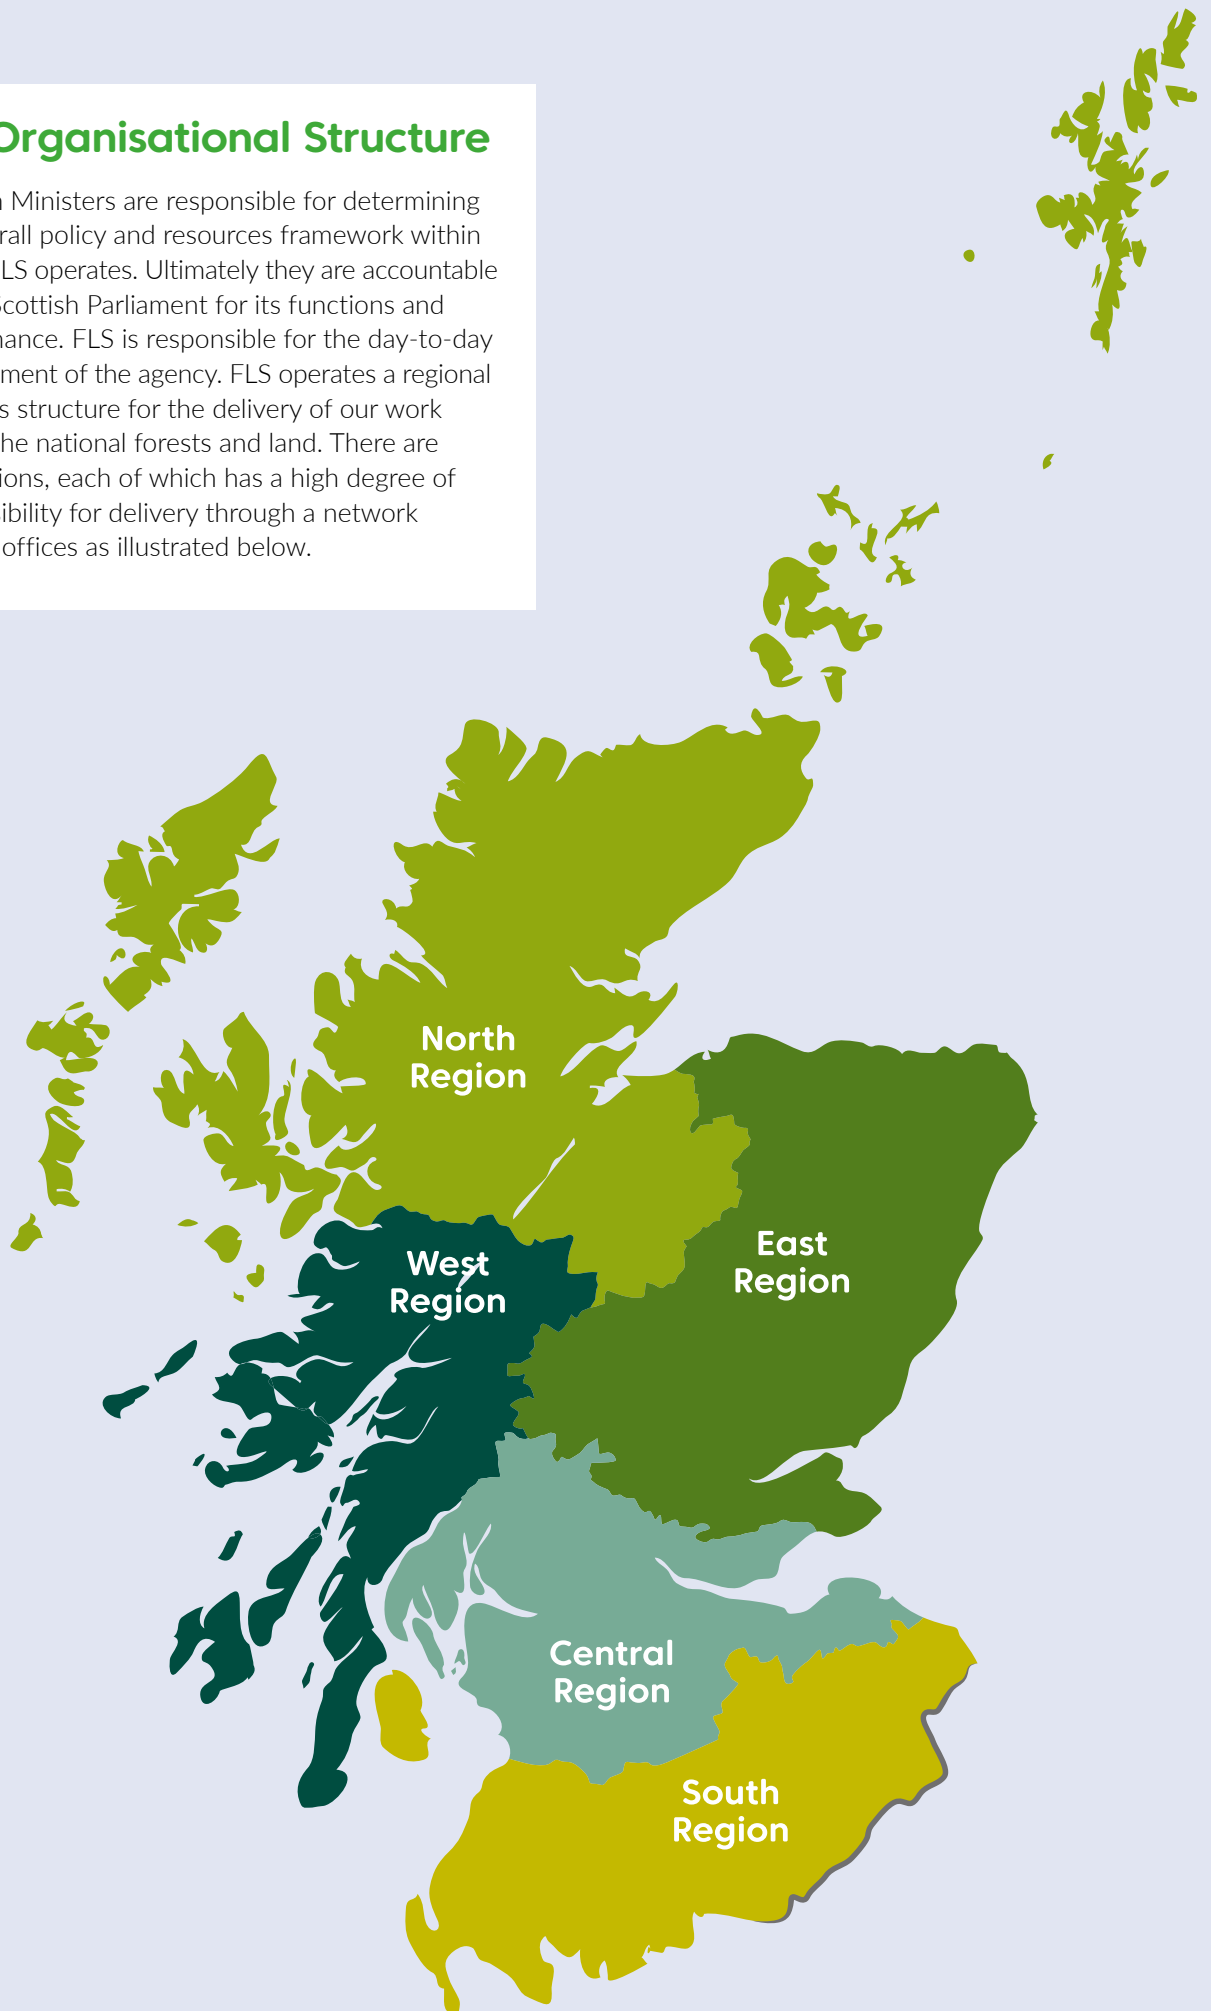 Organisational Structure
n Ministers are responsible for determining
rall policy and resources framework within
LS operates. Ultimately they are accountable
Scottish Parliament for its functions and
nance. FLS is responsible for the day-to-day
ment of the agency. FLS operates a regional
s structure for the delivery of our work
he national forests and land. There are
ions, each of which has a high degree of
ibility for delivery through a network
offices as illustrated below.
North
Region
East
Region
West
Region
Central
Region
South
Region